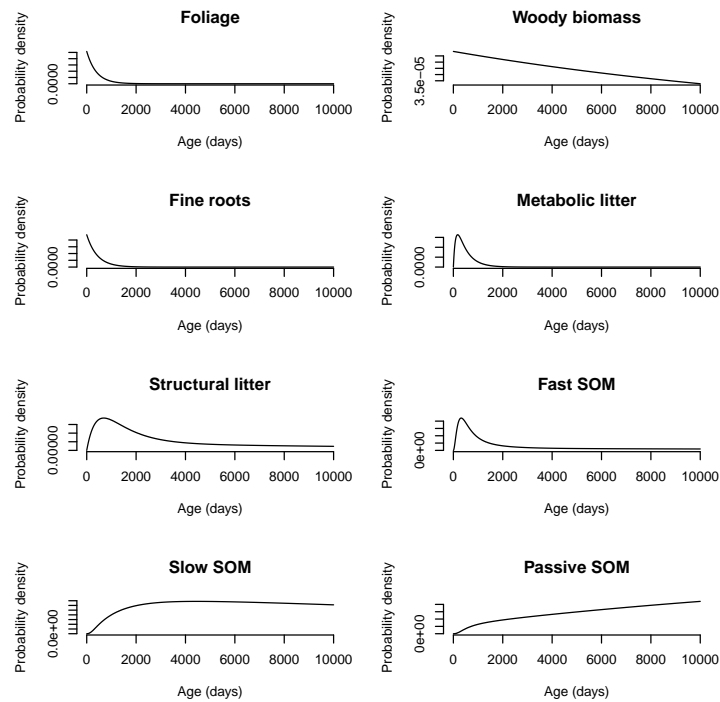 Foliage
Probability density
0.0000
0 2000 4000 6000 8000 10000
Age (days)
Woody biomass
Probability density
3.5e−05
0 2000 4000 6000 8000 10000
Age (days)
Fine roots
Probability density
0.0000
0 2000 4000 6000 8000 10000
Age (days)
Metabolic litter
Probability density
0.0000
0 2000 4000 6000 8000 10000
Age (days)
Structural litter
Probability density
0.00000
0 2000 4000 6000 8000 10000
Age (days)
Fast SOM
Probability density
0e+00
0 2000 4000 6000 8000 10000
Age (days)
Slow SOM
Probability density
0.0e+00
0 2000 4000 6000 8000 10000
Age (days)
Passive SOM
Probability density
0e+00
0 2000 4000 6000 8000 10000
Age (days)